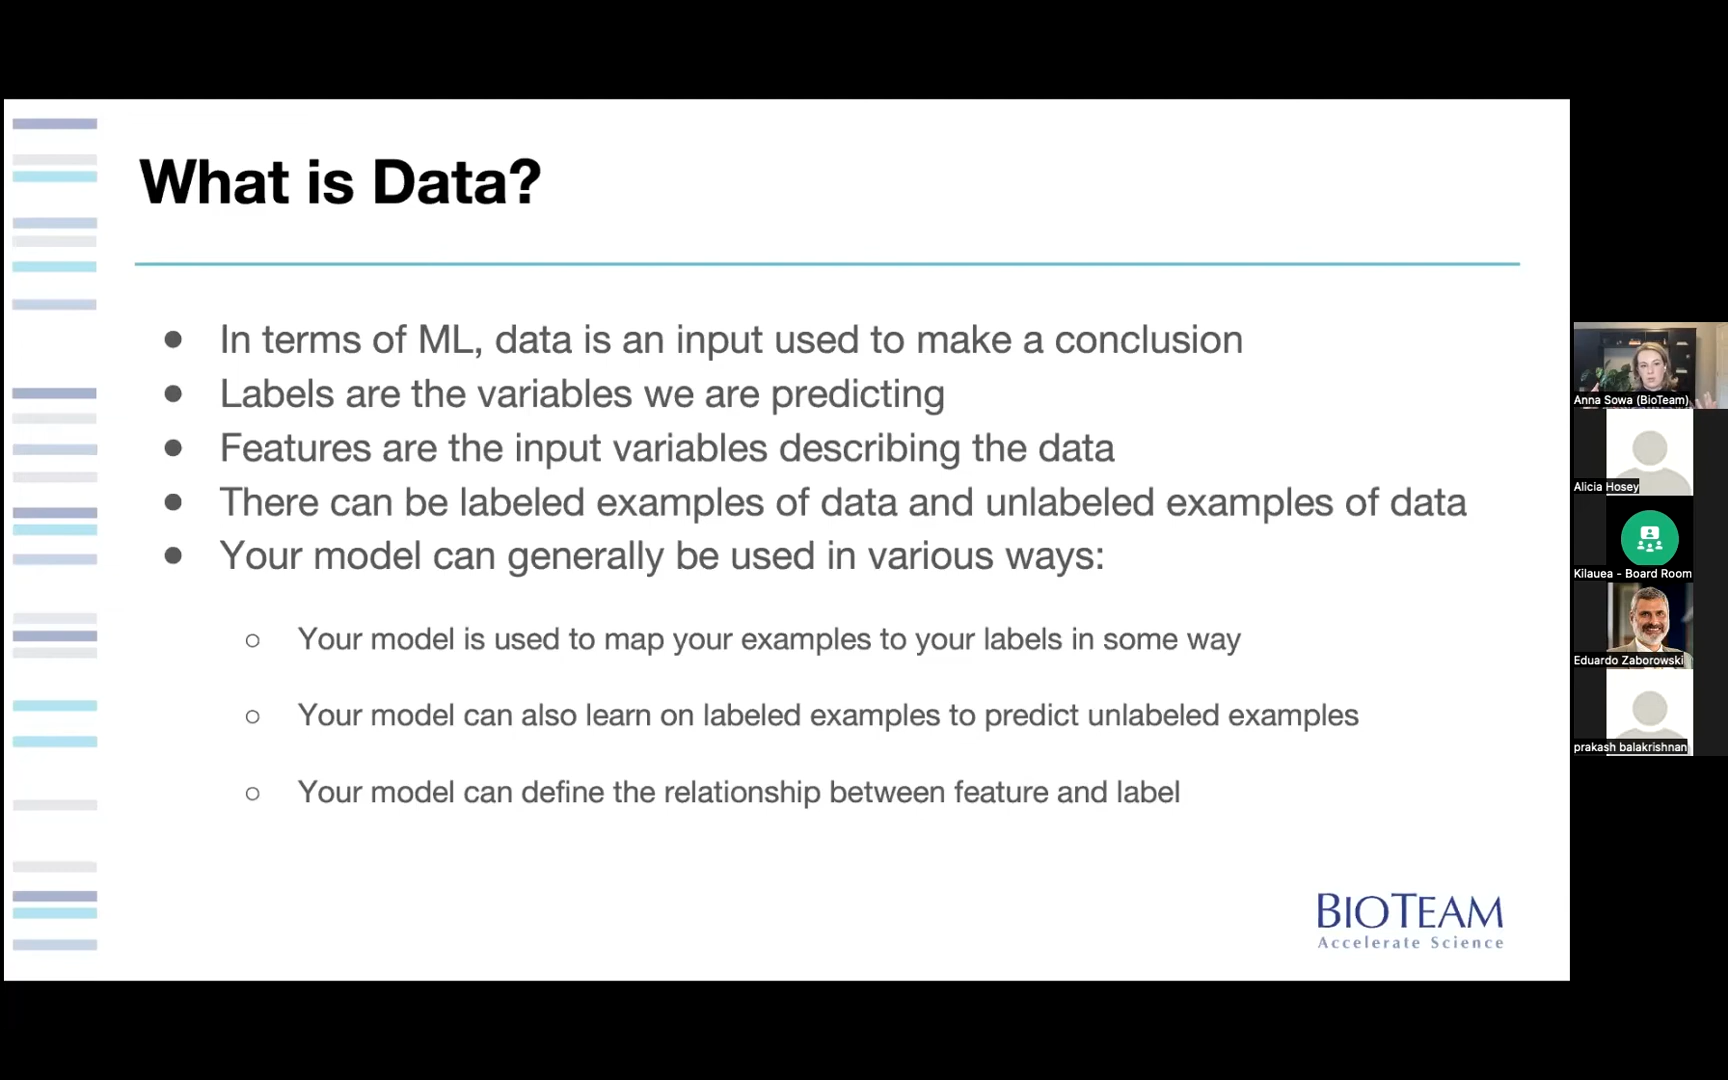 What is Data?
In terms of ML, data is an input used to make a conclusion
Labels are the variables we are predicting
Features are the input variables describing the data
There can be labeled examples of data and unlabeled examples of data
Your model can generally be used in various ways:
Your model is used to map your examples to your labels in some way
Your model can also learn on labeled examples to predict unlabeled examples
Your model can define the relationship between feature and label
BIOTEAM
Accelerate Science
Anna Sowa (BioTeam)
Alicia Hosey
Kilauea - Board Room
Eduardo Zaborowski
prakash balakrishnan